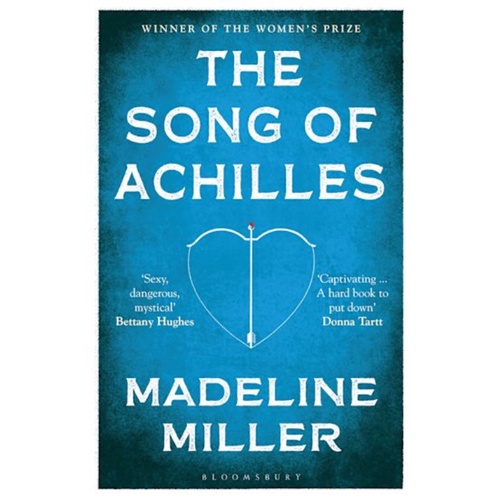 WINNER OF THE WOMEN'S PRIZE
THE
SONG OF
ACHILLES
‘Sexy,
dangerous,
mystical’
Bettany Hughes
‘Captivating ...
A hard book to
put down’
Donna Tartt
MADELINE
MILLER
BLOOMSBURY